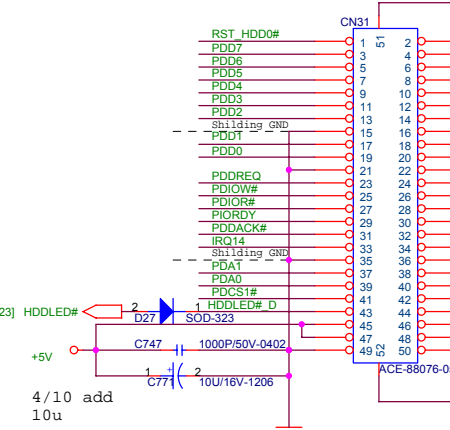 CN31
51
RST_HDD0# 1 2
PDD7 3 4
PDD6 5 6
PDD5 7 8
PDD4 9 10
PDD3 11 12
PDD2 13 14
Shilding GND 15 16
PDD1 17 18
PDD0 19 20
21 22
PDDREQ 23 24
PDIOW# 25 26
PDIOR# 27 28
PIORDY 29 30
PDDACK# 31 32
IRQ14 33 34
Shilding GND 35 36
PDA1 37 38
PDA0 39 40
PDCS1# 41 42
23] HDDLED# 2 1 HDDLED#_D 43 44
D27 SOD-323 45 46
47 48
C747 1000P/50V-0402 49 50
52
+5V
ACE-88076-0
1 + 2
C771 10U/16V-1206
4/10 add
10u